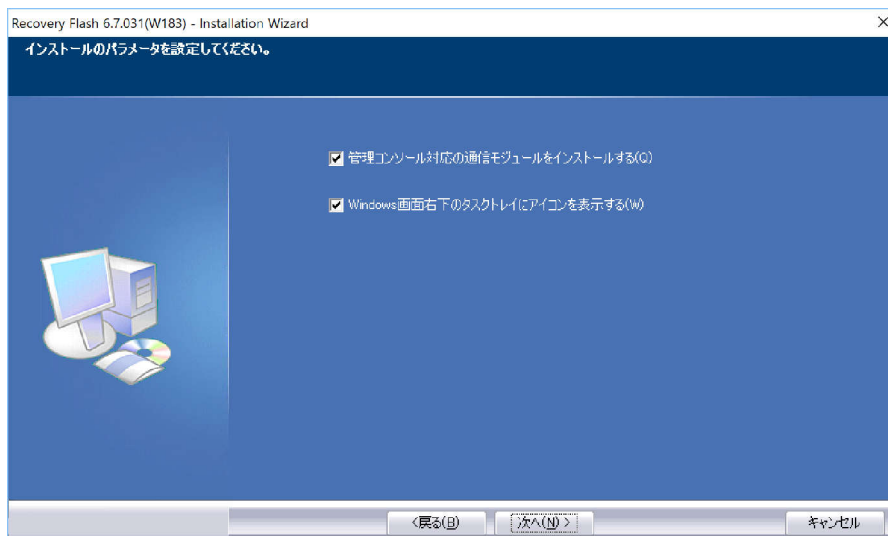 Recovery Flash 6.7.031(W183) - Installation Wizard
インストールのパラメータを設定してください。
管理コンソール対応の通信モジュールをインストールする(Q)
Windows画面右下のタスクトレイにアイコンを表示する(W)
<戻る(B)
次へ(N) >
キャンセル